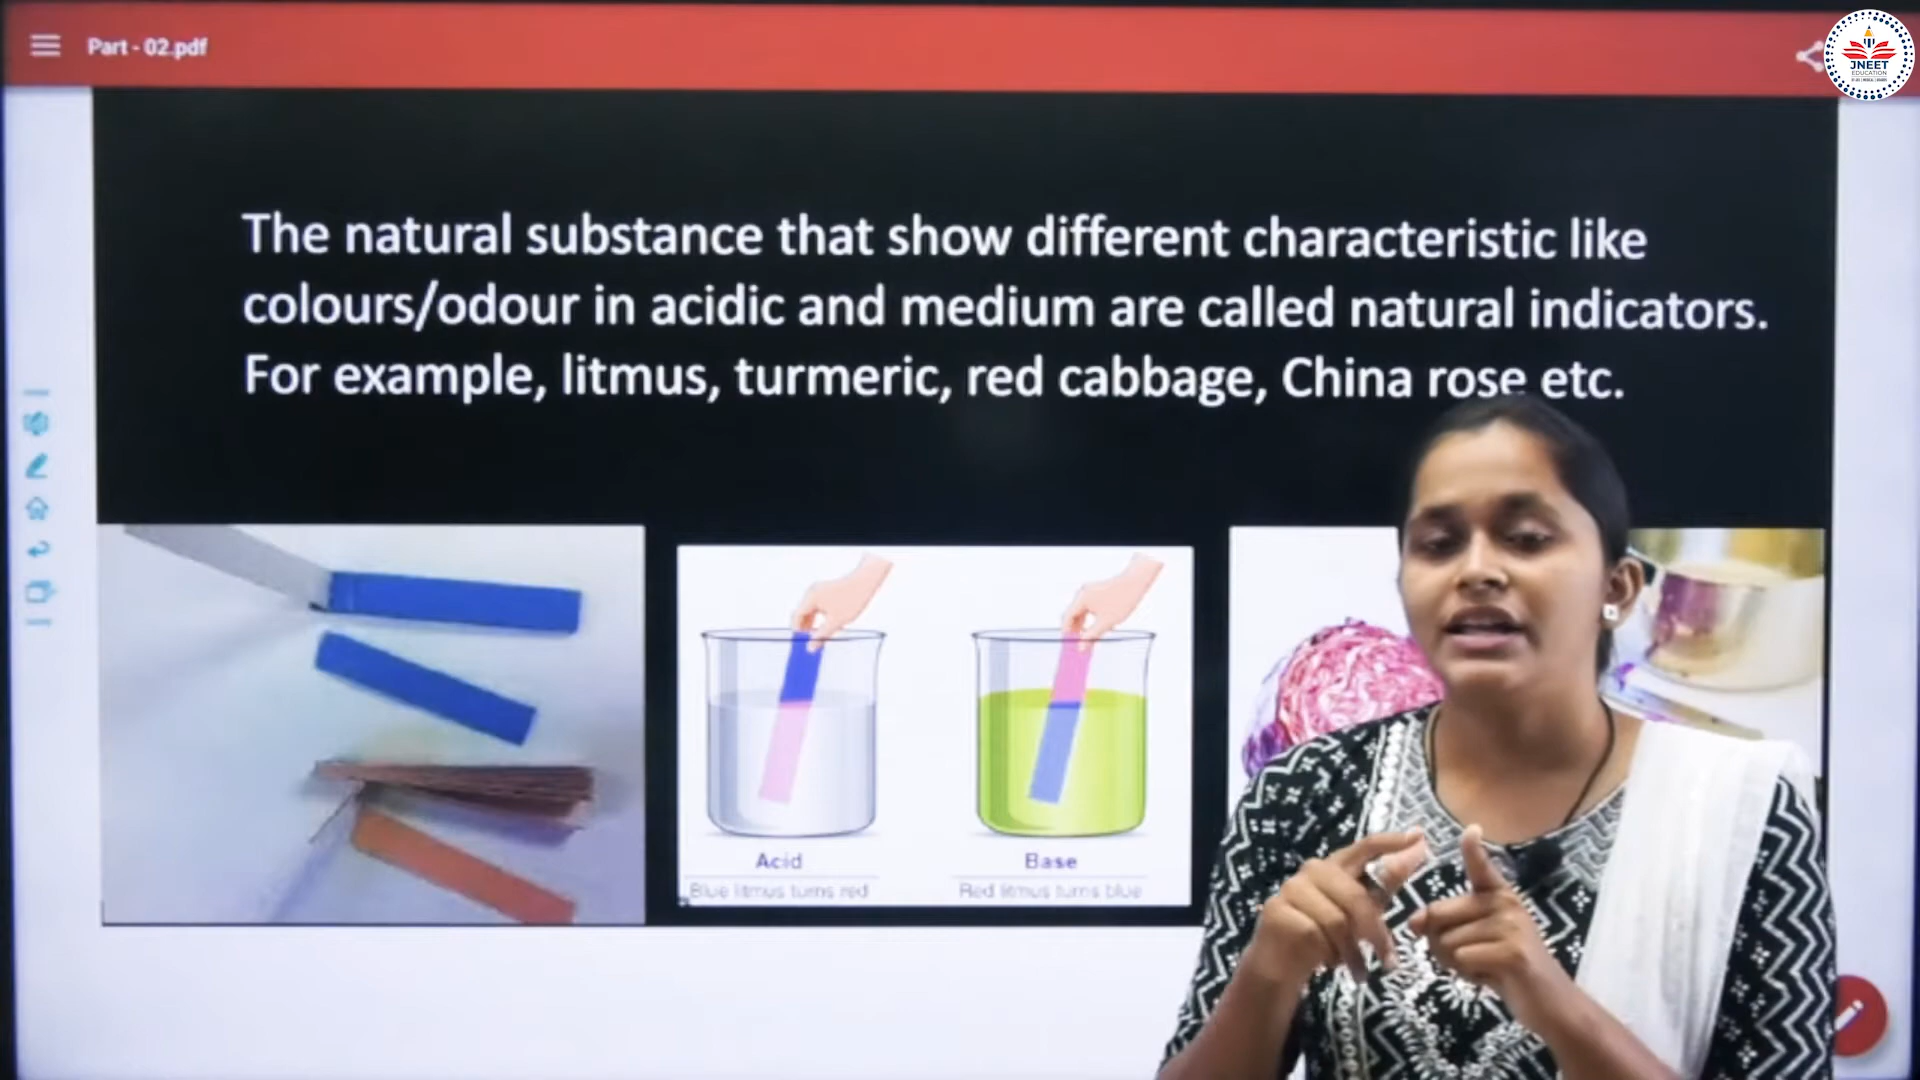 Part - 02.pdf
JNEET
EDUCATION
The natural substance that show different characteristic like
colours/odour in acidic and medium are called natural indicators.
For example, litmus, turmeric, red cabbage, China rose etc.
Acid
Blue litmus turns red
Base
Red litmus turns blue